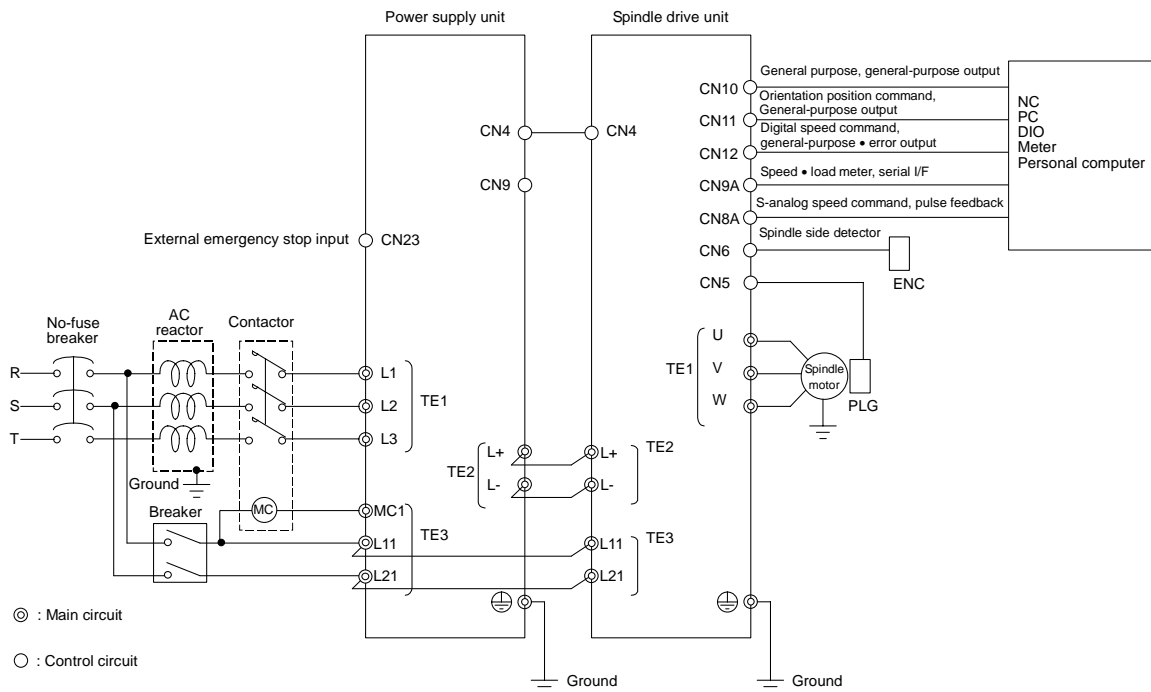 Power supply unit
Spindle drive unit
General purpose, general-purpose output
CN10
Orientation position command,
General-purpose output
CN11
Digital speed command,
general-purpose • error output
CN12
Speed • load meter, serial I/F
CN9A
S-analog speed command, pulse feedback
CN8A
Spindle side detector
CN6
CN5
NC
PC
DIO
Meter
Personal computer
ENC
CN4
CN4
CN9
External emergency stop input
CN23
No-fuse
breaker
AC
reactor
Contactor
R
S
T
L1
L2
L3
TE1
U
V
W
TE1
Spindle
motor
PLG
Ground
TE2
L+
L-
L+
L-
TE2
Breaker
MC
MC1
L11
L21
TE3
L11
L21
TE3
: Main circuit
: Control circuit
Ground
Ground